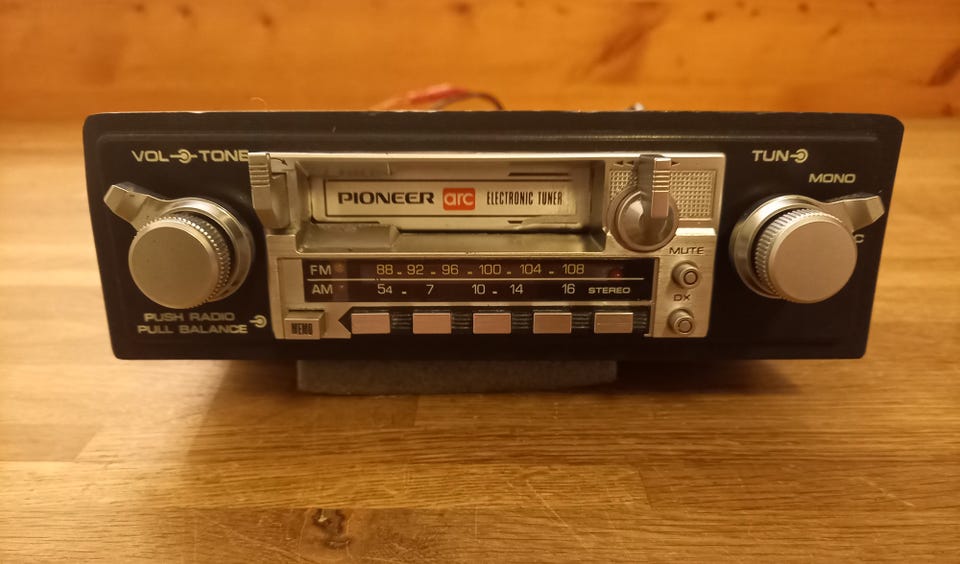 VOL TONE
PIONEER arc ELECTRONIC TUNER
TUN
MONO
MUTE
FM 88 92 96 100 104 108
AM 54 7 10 14 16 STEREO
DX
PUSH RADIO
PULL BALANCE
MEMO